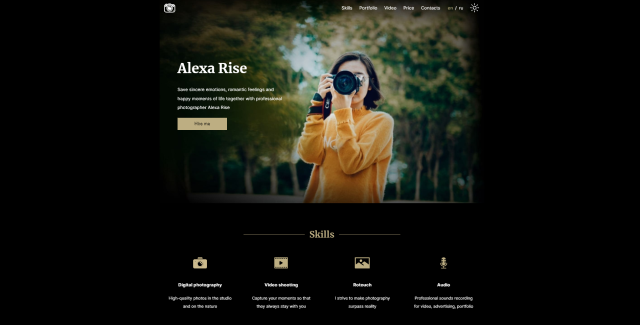 Skills Portfolio Video Price Contacts en / ru
Alexa Rise
Save sincere emotions, romantic feelings and
happy moments of life together with professional
photographer Alexa Rise
Hire me
Skills
Digital photography
High-quality photos in the studio
and on the nature
Video shooting
Capture your moments so that
they always stay with you
Rotouch
I strive to make photography
surpass reality
Audio
Professional sounds recording
for video, advertising, portfolio